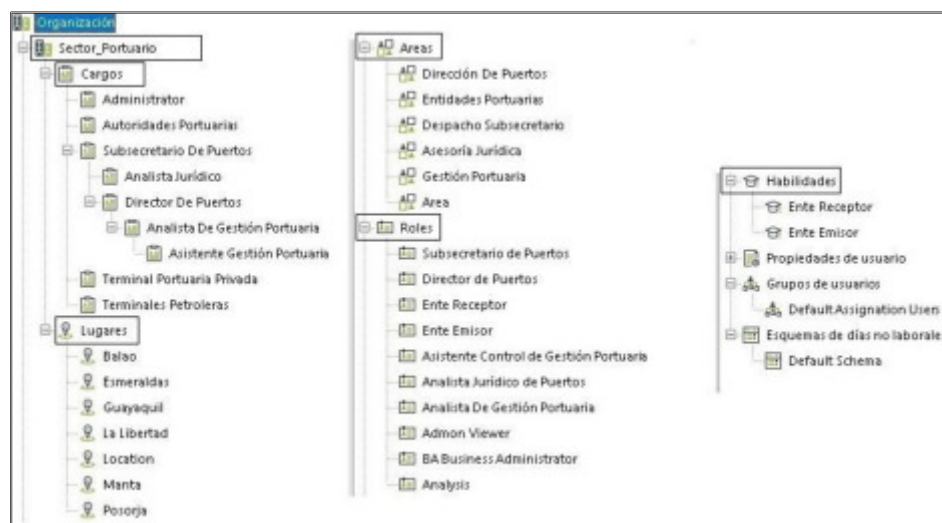 Organización
Sector_Portuario
Cargos
Administrator
Autoridades Portuarias
Subsecretario De Puertos
Analista Jurídico
Director De Puertos
Analista De Gestión Portuaria
Asistente Gestión Portuaria
Terminal Portuaria Privada
Terminales Petroleras
Lugares
Balao
Esmeraldas
Guayaquil
La Libertad
Location
Manta
Posorja
Areas
Dirección De Puertos
Entidades Portuarias
Despacho Subsecretario
Asesoría Jurídica
Gestión Portuaria
Area
Roles
Subsecretario de Puertos
Director de Puertos
Ente Receptor
Ente Emisor
Asistente Control de Gestión Portuaria
Analista Jurídico de Puertos
Analista De Gestión Portuaria
Admon Viewer
BA Business Administrator
Analysis
Habilidades
Ente Receptor
Ente Emisor
Propiedades de usuario
Grupos de usuarios
Default Assignation Users
Esquemas de días no laborale
Default Schema